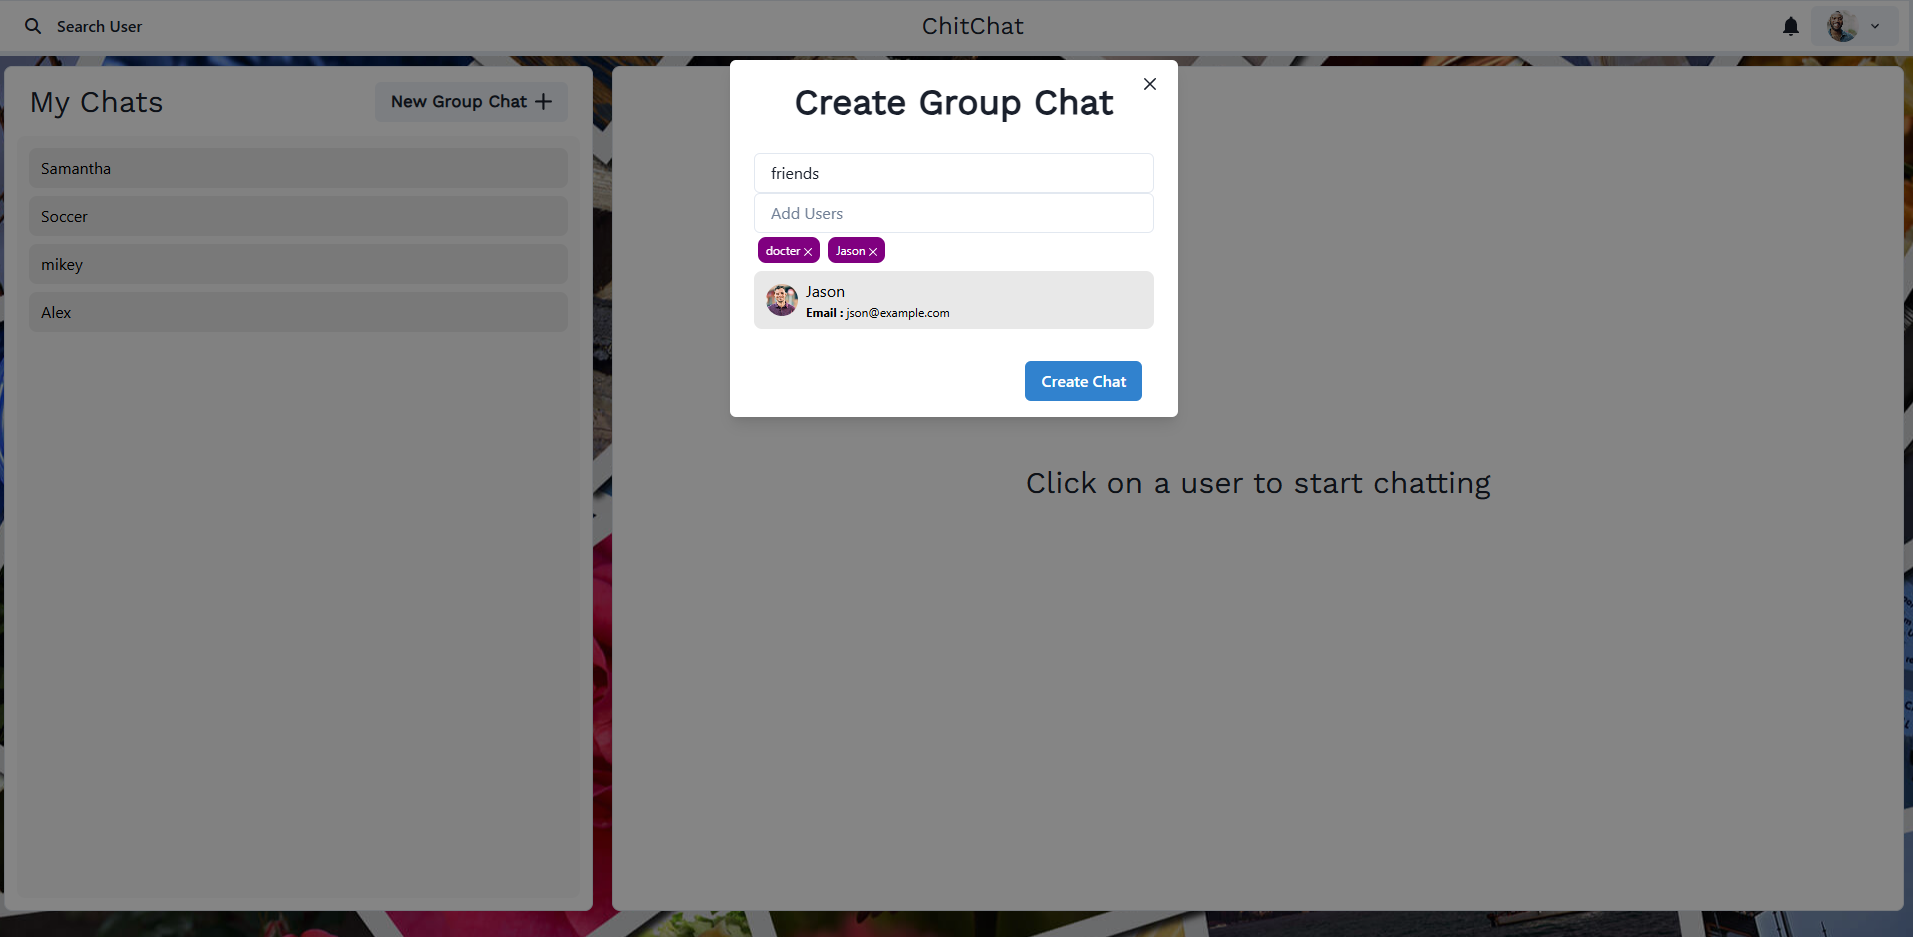 Search User
ChitChat
My Chats
New Group Chat
Samantha
Soccer
mikey
Alex
Create Group Chat
friends
Add Users
docter Jason
Jason
Email : json@example.com
Create Chat
Click on a user to start chatting